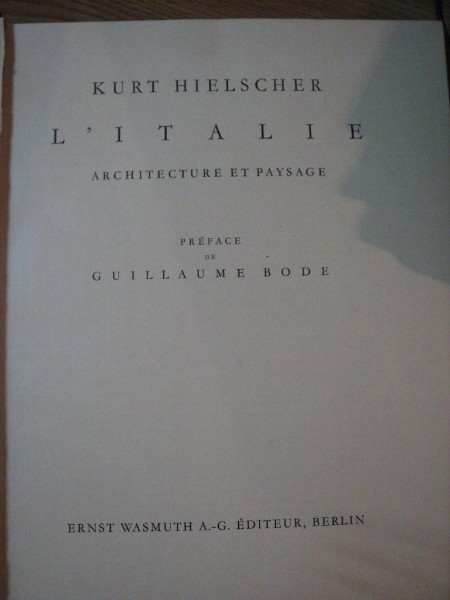 KURT HIELSCHER
L'ITALIE
ARCHITECTURE ET PAYSAGE
PRÉFACE
DE
GUILLAUME BODE
ERNST WASMUTH A.-G. ÉDITEUR, BERLIN